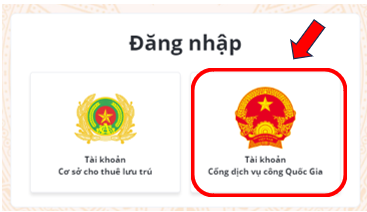 Đăng nhập
Tài khoản
Cơ sở cho thuê lưu trú
Tài khoản
Cổng dịch vụ công Quốc Gia